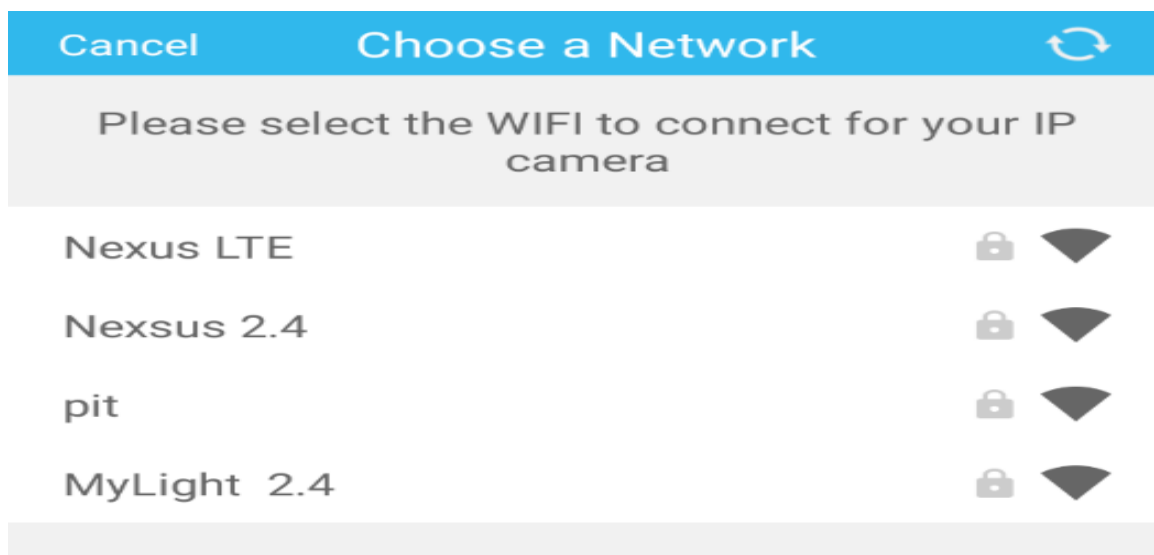 Cancel Choose a Network
Please select the WIFI to connect for your IP
camera
Nexus LTE
Nexsus 2.4
pit
MyLight  2.4